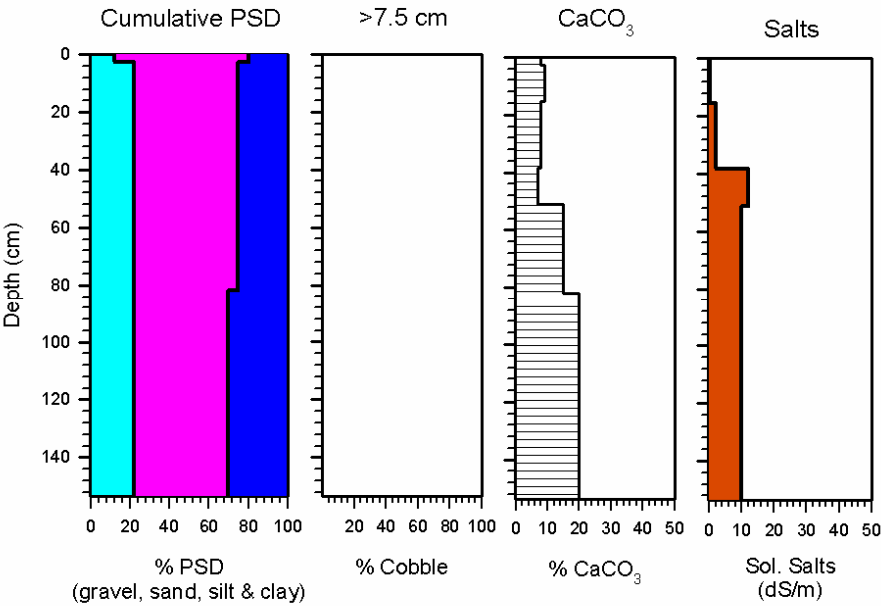 Cumulative PSD
>7.5 cm
CaCO3
Salts
Depth (cm)
0
20
40
60
80
100
120
140
0 20 40 60 80 100
0 20 40 60 80 100
0 10 20 30 40 50
0 10 20 30 40 50
% PSD
(gravel, sand, silt & clay)
% Cobble
% CaCO3
Sol. Salts
(dS/m)